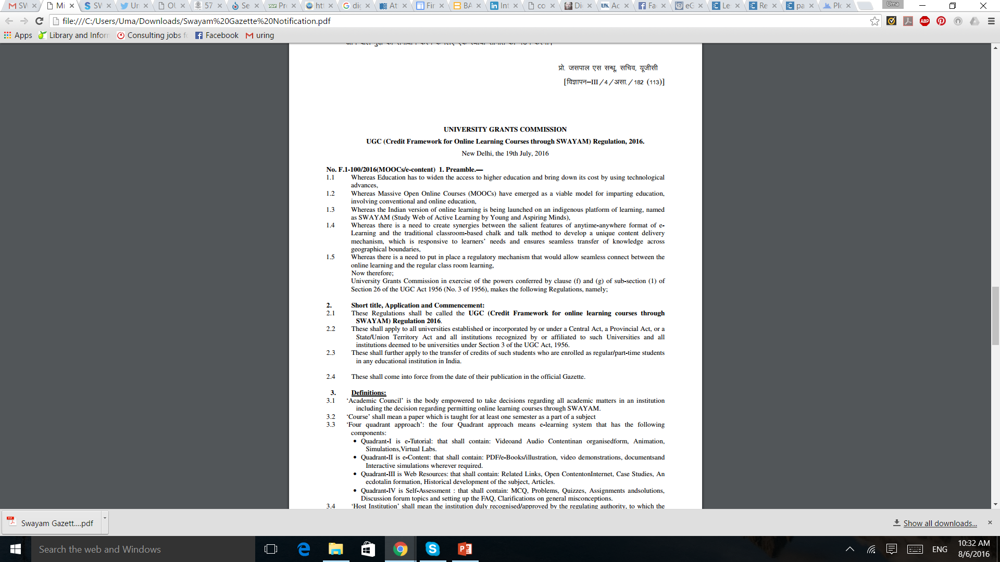 SW
Mi
SV
Un
OU
57
Se
Pro
htt
dig
At
Fir
BA
Int
co
Di
Ac
Fa
eG
Le
Re
pa
Plo
Uma
file:///C:/Users/Uma/Downloads/Swayam%20Gazette%20Notification.pdf
ABP
Apps
Library and Inforr
Consulting jobs f
Facebook
uring
प्रो. जसपाल एस सन्धू, सचिव, यूजीसी
[विज्ञापन–III/4/असा./182 (113)]
UNIVERSITY GRANTS COMMISSION
UGC (Credit Framework for Online Learning Courses through SWAYAM) Regulation, 2016.
New Delhi, the 19th July, 2016
No. F.1-100/2016(MOOCs/e-content) 1. Preamble.—
1.1 Whereas Education has to widen the access to higher education and bring down its cost by using technological
advances,
1.2 Whereas Massive Open Online Courses (MOOCs) have emerged as a viable model for imparting education,
involving conventional and online education,
1.3 Whereas the Indian version of online learning is being launched on an indigenous platform of learning, named
as SWAYAM (Study Web of Active Learning by Young and Aspiring Minds),
1.4 Whereas there is a need to create synergies between the salient features of anytime-anywhere format of e-
Learning and the traditional classroom-based chalk and talk method to develop a unique content delivery
mechanism, which is responsive to learners' needs and ensures seamless transfer of knowledge across
geographical boundaries,
1.5 Whereas there is a need to put in place a regulatory mechanism that would allow seamless connect between the
online learning and the regular class room learning,
Now therefore;
University Grants Commission in exercise of the powers conferred by clause (f) and (g) of sub-section (1) of
Section 26 of the UGC Act 1956 (No. 3 of 1956), makes the following Regulations, namely;
2. Short title, Application and Commencement:
2.1 These Regulations shall be called the UGC (Credit Framework for online learning courses through
SWAYAM) Regulation 2016.
2.2 These shall apply to all universities established or incorporated by or under a Central Act, a Provincial Act, or a
State/Union Territory Act and all institutions recognized by or affiliated to such Universities and all
institutions deemed to be universities under Section 3 of the UGC Act, 1956.
2.3 These shall further apply to the transfer of credits of such students who are enrolled as regular/part-time students
in any educational institution in India.
2.4 These shall come into force from the date of their publication in the official Gazette.
3. Definitions:
3.1 'Academic Council' is the body empowered to take decisions regarding all academic matters in an institution
including the decision regarding permitting online learning courses through SWAYAM.
3.2 'Course' shall mean a paper which is taught for at least one semester as a part of a subject
3.3 'Four quadrant approach': the four Quadrant approach means e-learning system that has the following
components:
• Quadrant-I is e-Tutorial: that shall contain: Videoand Audio Contentinan organisedform, Animation,
Simulations,Virtual Labs.
• Quadrant-II is e-Content: that shall contain: PDF/e-Books/illustration, video demonstrations, documentsand
Interactive simulations wherever required.
• Quadrant-III is Web Resources: that shall contain: Related Links, Open ContentonInternet, Case Studies, An
ecdotalin formation, Historical development of the subject, Articles.
• Quadrant-IV is Self-Assessment : that shall contain: MCQ, Problems, Quizzes, Assignments andsolutions,
Discussion forum topics and setting up the FAQ, Clarifications on general misconceptions.
3.4 'Host Institution' shall mean the institution duly recognised/approved by the regulating authority, to which the
Swayam Gazett....pdf
Show all downloads...
Search the web and Windows
ENG
10:32 AM
8/6/2016